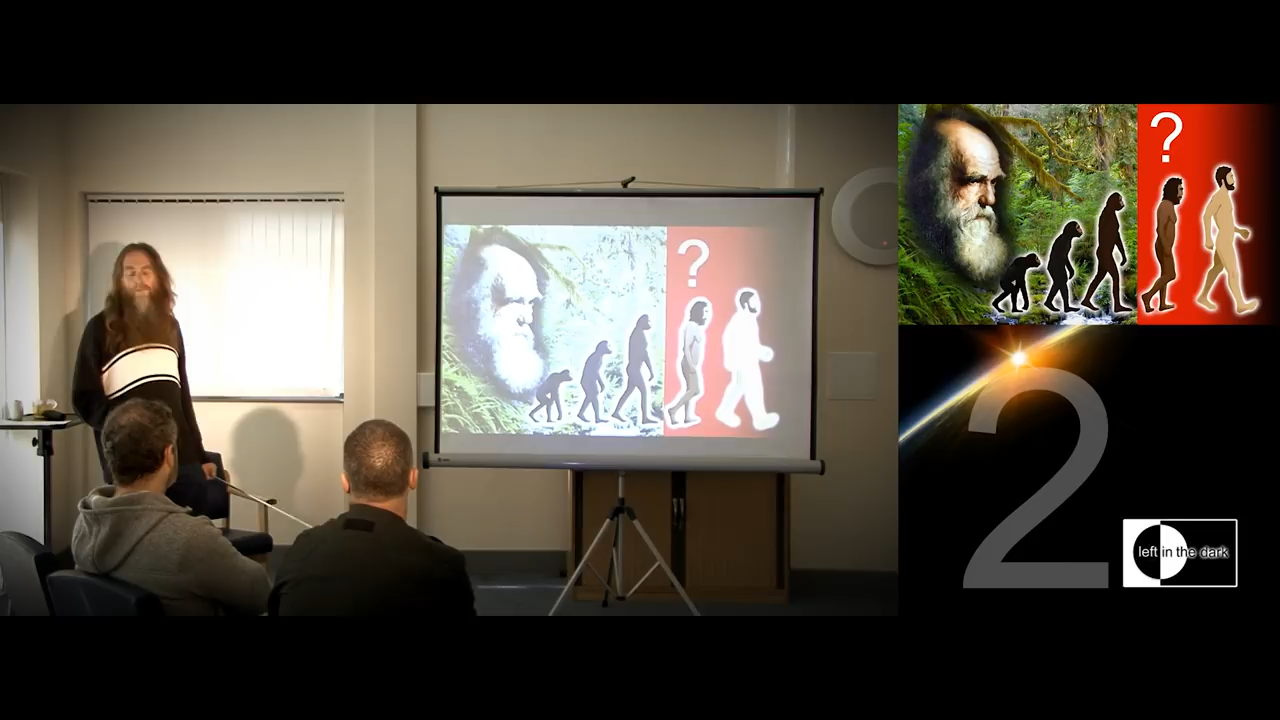 ?
?
2
left in the dark